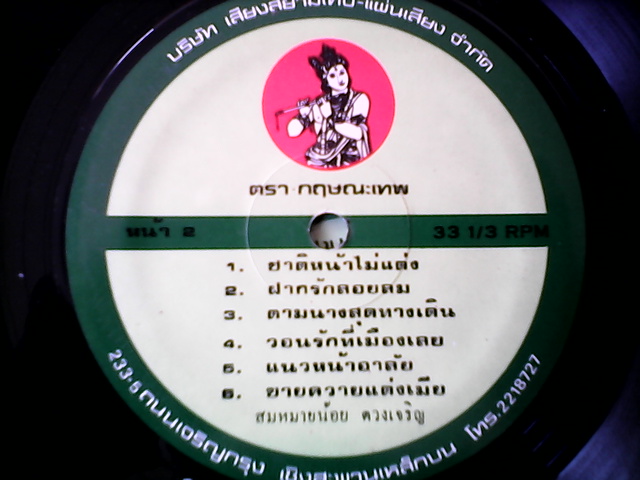 บริษัท เสียงสยามเทป-แผ่นเสียง จำกัด
ตรา กฤษณะเทพ
หน้า 2
33 1/3 RPM
1. ชาติหน้าไม่แต่ง
2. ฝากรักลอยลม
3. ตามนางสุดทางเดิน
4. วอนรักที่เมืองเลย
5. แนวหน้าอาลัย
6. ขายควายแต่งเมีย
สมหมายน้อย ดวงเจริญ
233-5 ถนนเจริญกรุง เชิงสะพานเหล็กบน โทร.2218727